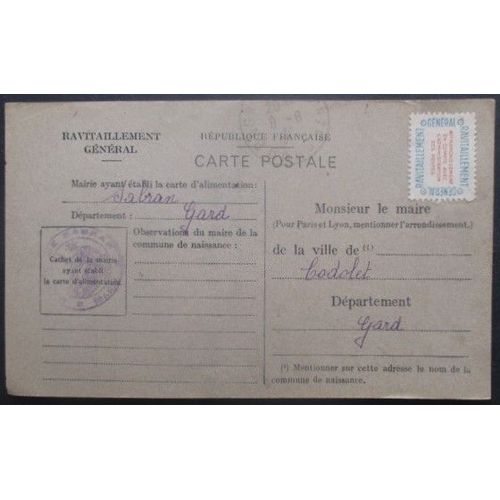 RAVITAILLEMENT
GÉNÉRAL
RÉPUBLIQUE FRANÇAISE
CARTE POSTALE
Mairie ayant établi la carte d'alimentation :
Sabran
Département :
Gard
Observations du maire de la
commune de naissance :
Cachet de la mairie
ayant établi
la carte d'alimentation
RAVITAILLEMENT
GÉNÉRAL
RAVITAILLEMENT
GÉNÉRAL
Monsieur le maire
(Pour Paris et Lyon, mentionner l'arrondissement.)
de la ville de (1)
Codolet
Département
Gard
(1) Mentionner sur cette adresse le nom de la
commune de naissance.